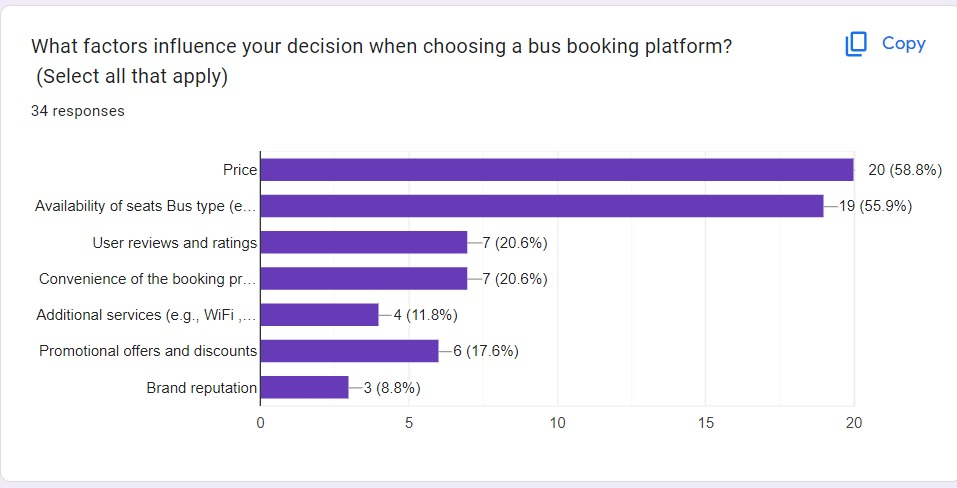 What factors influence your decision when choosing a bus booking platform?
(Select all that apply)
Copy
34 responses
Price
20 (58.8%)
Availability of seats Bus type (e...
19 (55.9%)
User reviews and ratings
7 (20.6%)
Convenience of the booking pr...
7 (20.6%)
Additional services (e.g., WiFi ,...
4 (11.8%)
Promotional offers and discounts
6 (17.6%)
Brand reputation
3 (8.8%)
0
5
10
15
20